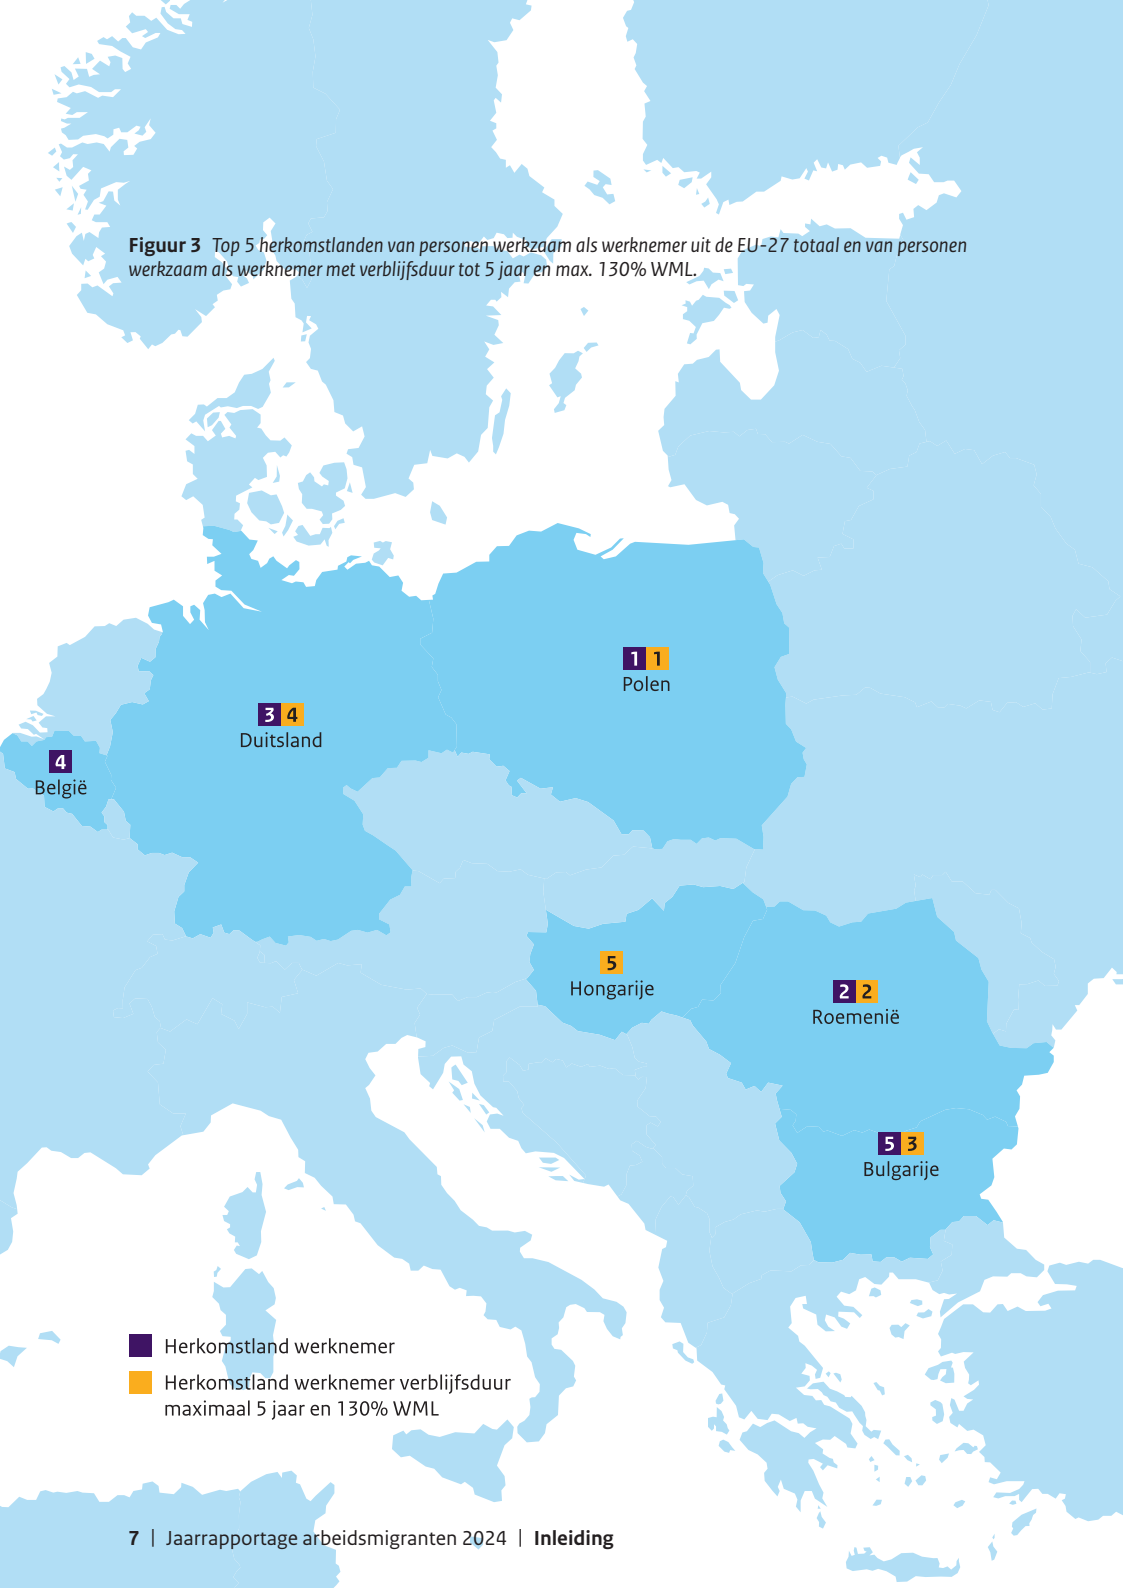 Figuur 3 Top 5 herkomstlanden van personen werkzaam als werknemer uit de EU-27 totaal en van personen
werkzaam als werknemer met verblijfsduur tot 5 jaar en max. 130% WML.
1 1
Polen
3 4
Duitsland
4
België
5
Hongarije
2 2
Roemenië
5 3
Bulgarije
Herkomstland werknemer
Herkomstland werknemer verblijfsduur
maximaal 5 jaar en 130% WML
7 | Jaarrapportage arbeidsmigranten 2024 | Inleiding